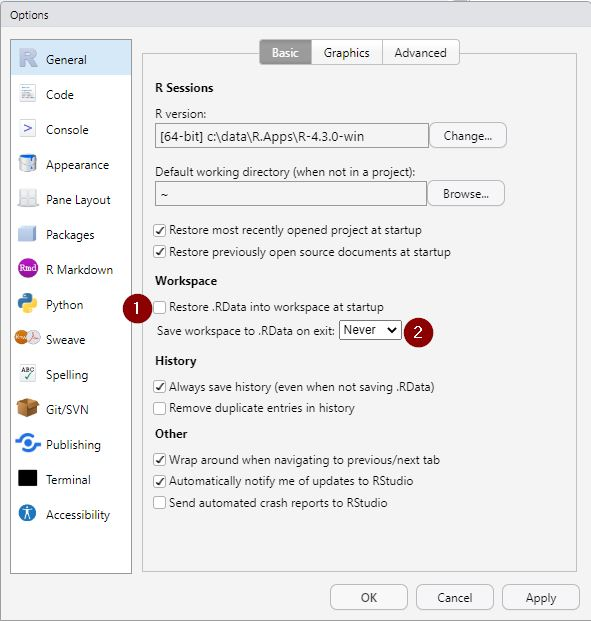 Options
R General
Code
Console
Appearance
Pane Layout
Packages
Rmd R Markdown
Python
Sweave
ABC Spelling
Git/SVN
Publishing
Terminal
Accessibility
Basic Graphics Advanced
R Sessions
R version:
[64-bit] c:\data\R.Apps\R-4.3.0-win Change...
Default working directory (when not in a project):
~ Browse...
Restore most recently opened project at startup
Restore previously open source documents at startup
Workspace
1 Restore .RData into workspace at startup
Save workspace to .RData on exit: Never 2
History
Always save history (even when not saving .RData)
Remove duplicate entries in history
Other
Wrap around when navigating to previous/next tab
Automatically notify me of updates to RStudio
Send automated crash reports to RStudio
OK Cancel Apply